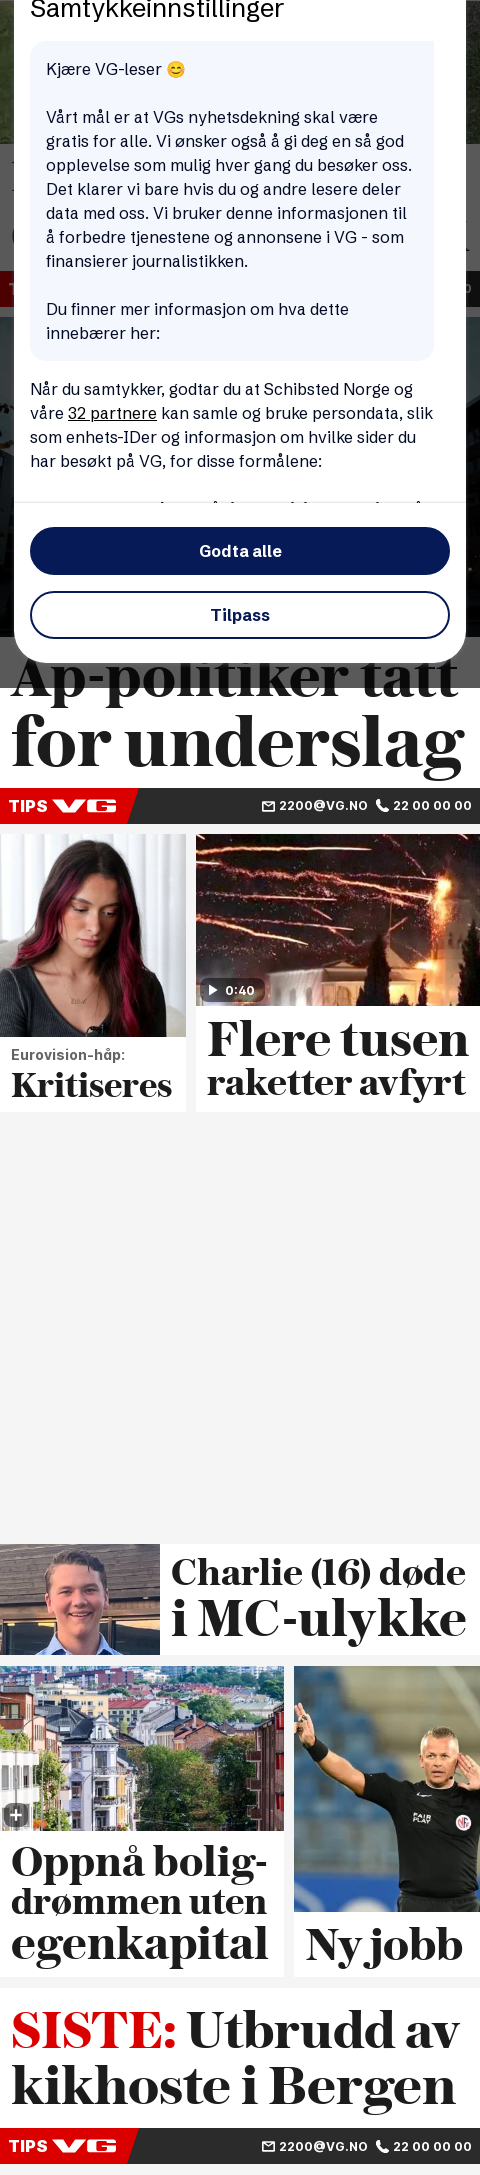 Samtykkeinnstillinger
Kjære VG-leser 😊
Vårt mål er at VGs nyhetsdekning skal være
gratis for alle. Vi ønsker også å gi deg en så god
opplevelse som mulig hver gang du besøker oss.
Det klarer vi bare hvis du og andre lesere deler
data med oss. Vi bruker denne informasjonen til
å forbedre tjenestene og annonsene i VG - som
finansierer journalistikken.
Du finner mer informasjon om hva dette
innebærer her:
Når du samtykker, godtar du at Schibsted Norge og
våre 32 partnere kan samle og bruke persondata, slik
som enhets-IDer og informasjon om hvilke sider du
har besøkt på VG, for disse formålene:
Godta alle
Tilpass
Ap-politiker tatt
for underslag
TIPS VG 2200@VG.NO 22 00 00 00
0:40
Eurovision-håp:
Kritiseres
Flere tusen
raketter avfyrt
Charlie (16) døde
i MC-ulykke
FAIR
PLAY
Oppnå bolig-
drømmen uten
egenkapital
Ny jobb
SISTE: Utbrudd av
kikhoste i Bergen
TIPS VG 2200@VG.NO 22 00 00 00